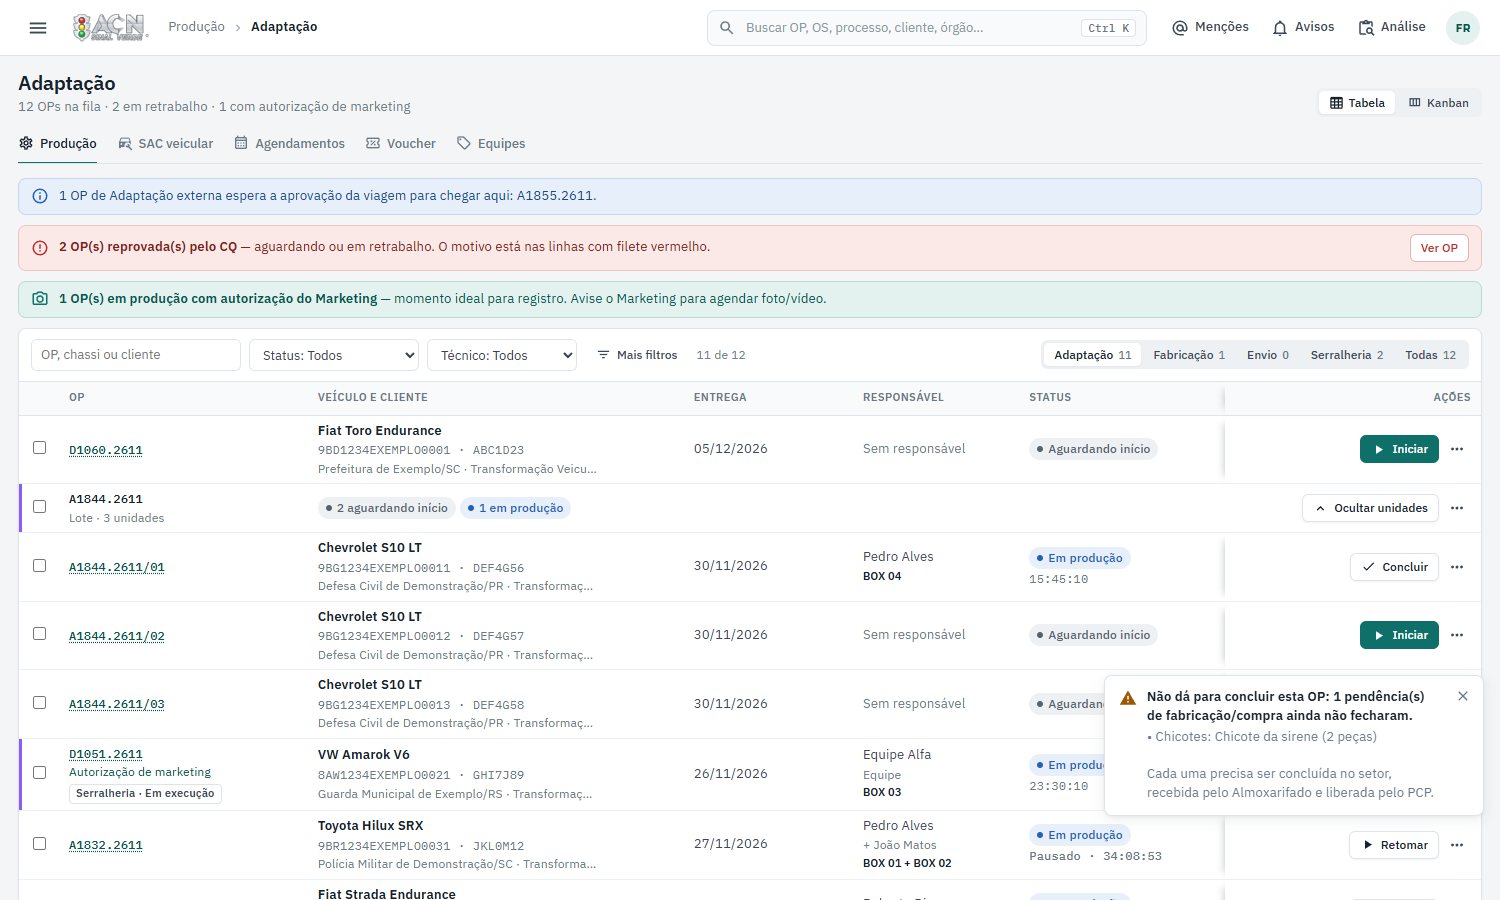 ACN
SINAL VERDE
Produção › Adaptação
Buscar OP, OS, processo, cliente, órgão…
Ctrl K
Menções
Avisos
Análise
FR
Adaptação
12 OPs na fila · 2 em retrabalho · 1 com autorização de marketing
Tabela
Kanban
Produção
SAC veicular
Agendamentos
Voucher
Equipes
1 OP de Adaptação externa espera a aprovação da viagem para chegar aqui: A1855.2611.
2 OP(s) reprovada(s) pelo CQ — aguardando ou em retrabalho. O motivo está nas linhas com filete vermelho.
Ver OP
1 OP(s) em produção com autorização do Marketing — momento ideal para registro. Avise o Marketing para agendar foto/vídeo.
OP, chassi ou cliente
Status: Todos
Técnico: Todos
Mais filtros
11 de 12
Adaptação 11
Fabricação 1
Envio 0
Serralheria 2
Todas 12
OP
VEÍCULO E CLIENTE
ENTREGA
RESPONSÁVEL
STATUS
AÇÕES
D1060.2611
Fiat Toro Endurance
9BD1234EXEMPLO0001 · ABC1D23
Prefeitura de Exemplo/SC · Transformação Veicu…
05/12/2026
Sem responsável
Aguardando início
Iniciar
A1844.2611
Lote · 3 unidades
2 aguardando início
1 em produção
Ocultar unidades
A1844.2611/01
Chevrolet S10 LT
9BG1234EXEMPLO0011 · DEF4G56
Defesa Civil de Demonstração/PR · Transformaç…
30/11/2026
Pedro Alves
BOX 04
Em produção
15:45:10
Concluir
A1844.2611/02
Chevrolet S10 LT
9BG1234EXEMPLO0012 · DEF4G57
Defesa Civil de Demonstração/PR · Transformaç…
30/11/2026
Sem responsável
Aguardando início
Iniciar
A1844.2611/03
Chevrolet S10 LT
9BG1234EXEMPLO0013 · DEF4G58
Defesa Civil de Demonstração/PR · Transformaç…
30/11/2026
Sem responsável
Aguardan
Não dá para concluir esta OP: 1 pendência(s)
de fabricação/compra ainda não fecharam.
• Chicotes: Chicote da sirene (2 peças)
Cada uma precisa ser concluída no setor,
recebida pelo Almoxarifado e liberada pelo PCP.
D1051.2611
Autorização de marketing
Serralheria · Em execução
VW Amarok V6
8AW1234EXEMPLO0021 · GHI7J89
Guarda Municipal de Exemplo/RS · Transformaç…
26/11/2026
Equipe Alfa
Equipe
BOX 03
Em produ
23:30:10
A1832.2611
Toyota Hilux SRX
9BR1234EXEMPLO0031 · JKL0M12
Polícia Militar de Demonstração/SC · Transforma…
27/11/2026
Pedro Alves
+ João Matos
BOX 01 + BOX 02
Em produção
Pausado · 34:08:53
Retomar
Fiat Strada Endurance